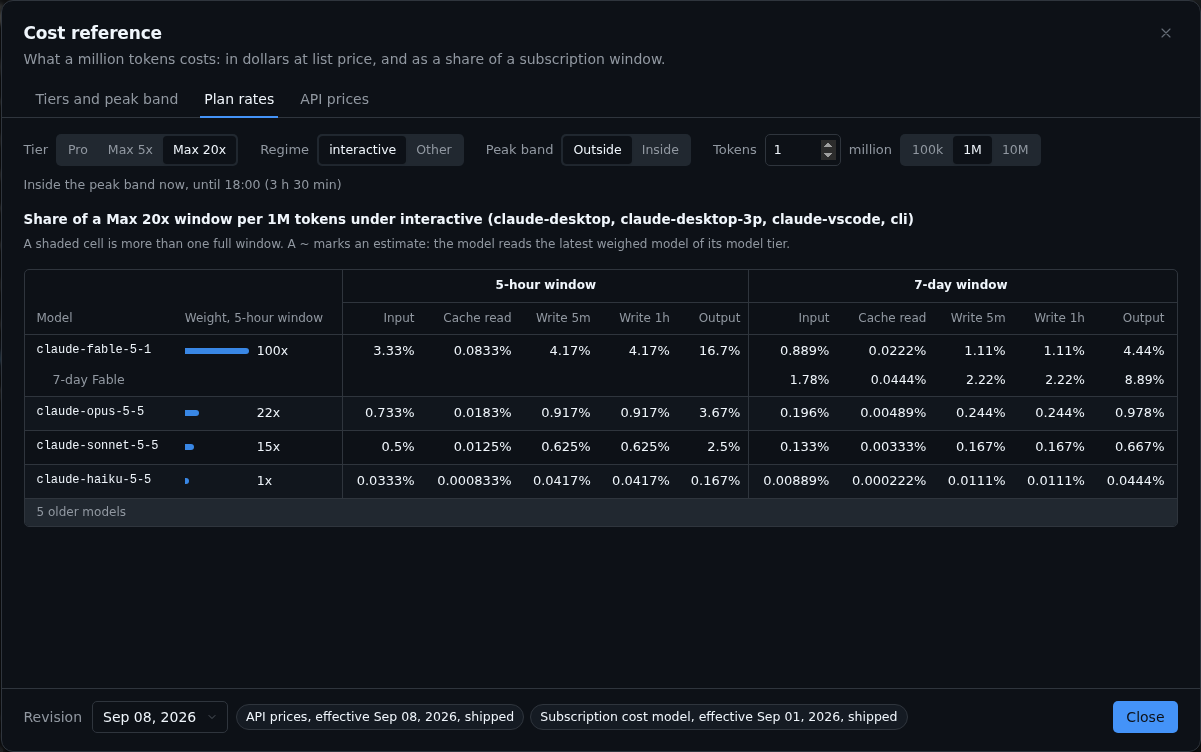 Cost reference
What a million tokens costs: in dollars at list price, and as a share of a subscription window.
Tiers and peak band Plan rates API prices
Tier Pro Max 5x Max 20x Regime interactive Other Peak band Outside Inside Tokens 1 million 100k 1M 10M
Inside the peak band now, until 18:00 (3 h 30 min)
Share of a Max 20x window per 1M tokens under interactive (claude-desktop, claude-desktop-3p, claude-vscode, cli)
A shaded cell is more than one full window. A ~ marks an estimate: the model reads the latest weighed model of its model tier.
5-hour window 7-day window
Model Weight, 5-hour window Input Cache read Write 5m Write 1h Output Input Cache read Write 5m Write 1h Output
claude-fable-5-1 100x 3.33% 0.0833% 4.17% 4.17% 16.7% 0.889% 0.0222% 1.11% 1.11% 4.44%
7-day Fable 1.78% 0.0444% 2.22% 2.22% 8.89%
claude-opus-5-5 22x 0.733% 0.0183% 0.917% 0.917% 3.67% 0.196% 0.00489% 0.244% 0.244% 0.978%
claude-sonnet-5-5 15x 0.5% 0.0125% 0.625% 0.625% 2.5% 0.133% 0.00333% 0.167% 0.167% 0.667%
claude-haiku-5-5 1x 0.0333% 0.000833% 0.0417% 0.0417% 0.167% 0.00889% 0.000222% 0.0111% 0.0111% 0.0444%
5 older models
Revision Sep 08, 2026 API prices, effective Sep 08, 2026, shipped Subscription cost model, effective Sep 01, 2026, shipped Close